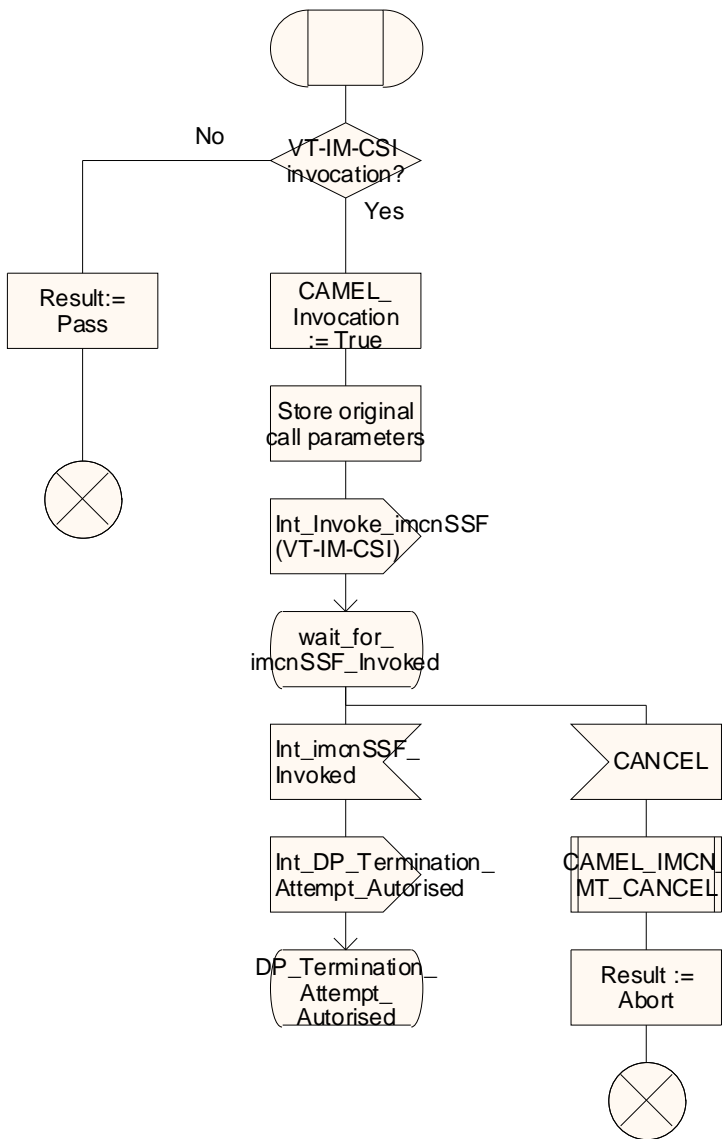 No
VT-IM-CSI
invocation?
Yes
Result:=
Pass
CAMEL_
Invocation
:= True
Store original
call parameters
Int_Invoke_imcnSSF
(VT-IM-CSI)
wait_for_
imcnSSF_Invoked
Int_imcnSSF_
Invoked
CANCEL
Int_DP_Termination_
Attempt_Autorised
CAMEL_IMCN_
MT_CANCEL
DP_Termination_
Attempt_
Autorised
Result :=
Abort